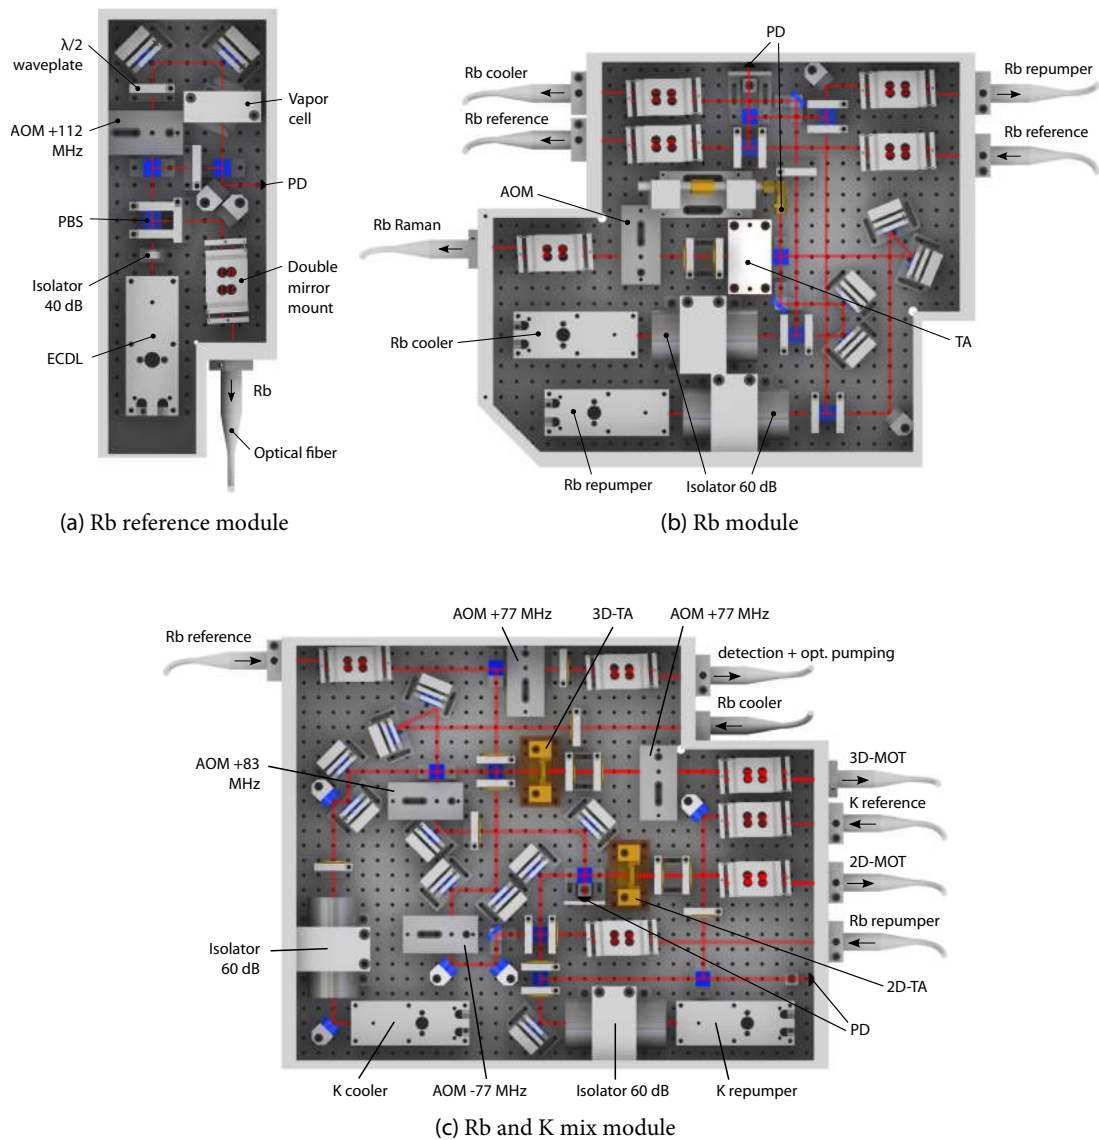 λ/2
waveplate
AOM +112
MHz
Vapor
cell
PD
PBS
Isolator
40 dB
Double
mirror
mount
ECDL
Rb
Optical fiber
(a) Rb reference module
PD
Rb cooler
Rb repumper
Rb reference
Rb reference
AOM
Rb Raman
Rb cooler
TA
Rb repumper
Isolator 60 dB
(b) Rb module
AOM +77 MHz
3D-TA
AOM +77 MHz
Rb reference
detection + opt. pumping
Rb cooler
AOM +83
MHz
3D-MOT
K reference
2D-MOT
Rb repumper
Isolator
60 dB
2D-TA
PD
K cooler
AOM -77 MHz
Isolator 60 dB
K repumper
(c) Rb and K mix module